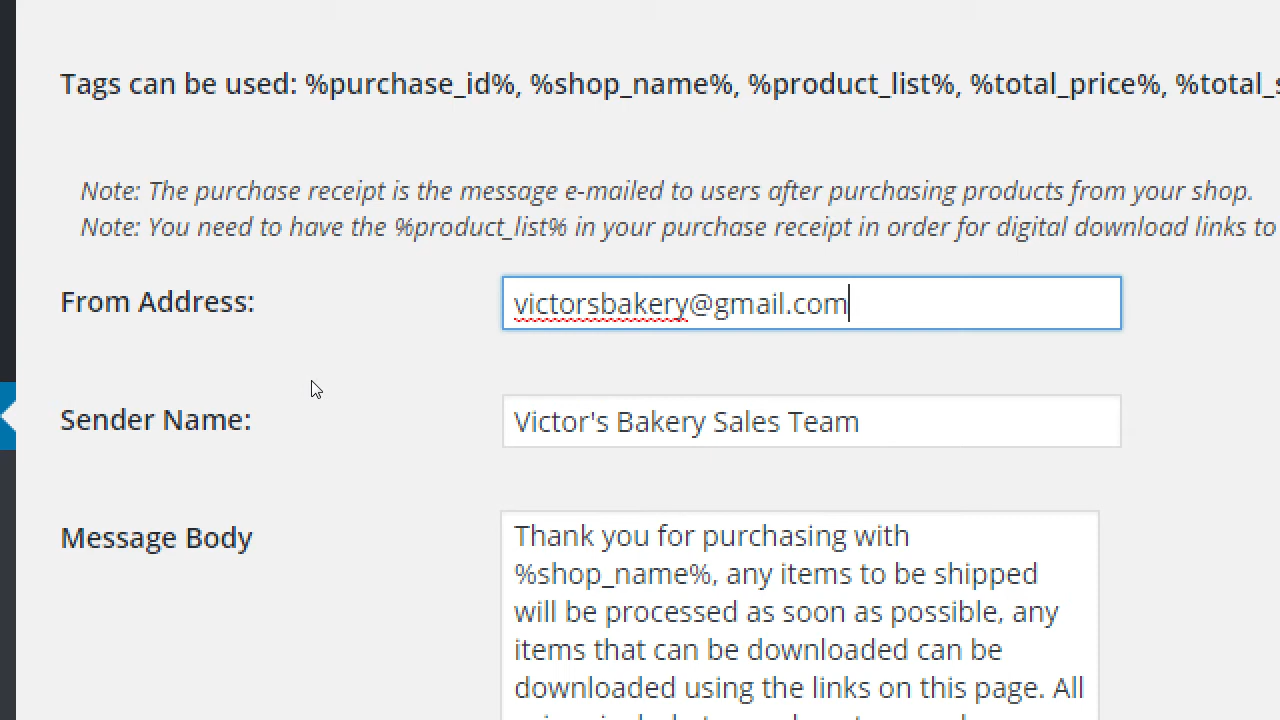 Tags can be used: %purchase_id%, %shop_name%, %product_list%, %total_price%, %total_s
Note: The purchase receipt is the message e-mailed to users after purchasing products from your shop.
Note: You need to have the %product_list% in your purchase receipt in order for digital download links to
From Address:
victorsbakery@gmail.com
Sender Name:
Victor's Bakery Sales Team
Message Body
Thank you for purchasing with
%shop_name%, any items to be shipped
will be processed as soon as possible, any
items that can be downloaded can be
downloaded using the links on this page. All